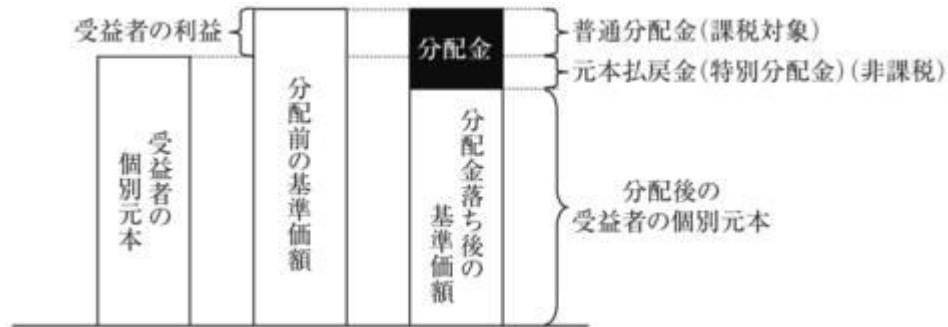 受益者の利益
分配金
普通分配金(課税対象)
元本払戻金(特別分配金)(非課税)
受益者の
個別元本
分配前の基準価額
分配金落ち後の
基準価額
分配後の
受益者の個別元本